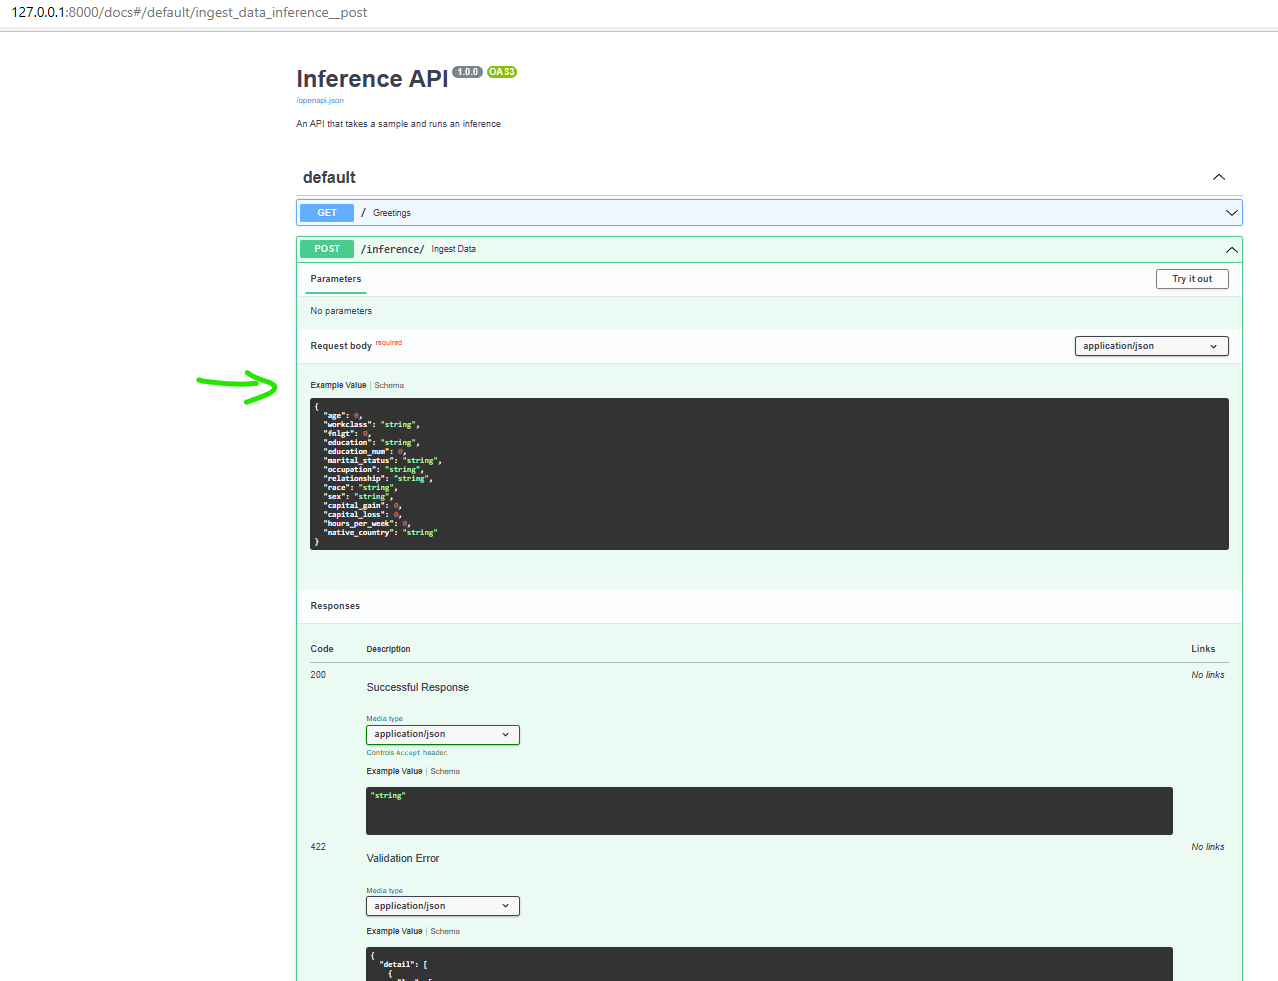 127.0.0.1:8000/docs#/default/ingest_data_inference__post
Inference API 1.0.0 OAS3
/openapi.json
An API that takes a sample and runs an inference
default
GET / Greetings
POST /inference/ Ingest Data
Parameters Try it out
No parameters
Request body required application/json
Example Value | Schema
{
"age": 0,
"workclass": "string",
"fnlgt": 0,
"education": "string",
"education_num": 0,
"marital_status": "string",
"occupation": "string",
"relationship": "string",
"race": "string",
"sex": "string",
"capital_gain": 0,
"capital_loss": 0,
"hours_per_week": 0,
"native_country": "string"
}
Responses
Code Description Links
200 No links
Successful Response
Media type
application/json
Controls Accept header.
Example Value | Schema
"string"
422 No links
Validation Error
Media type
application/json
Example Value | Schema
{
"detail": [
{